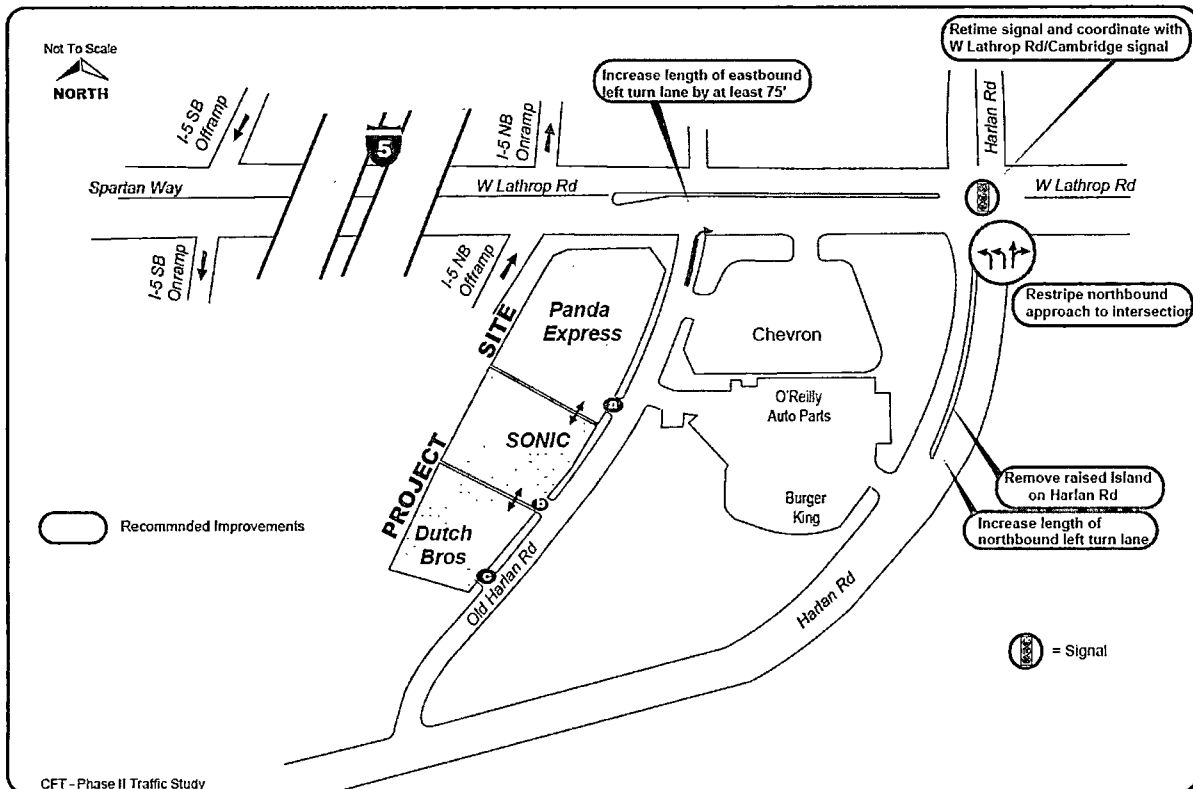 Not To Scale
NORTH
I-5 SB
Offramp
5
I-5 NB
Onramp
Increase length of eastbound
left turn lane by at least 75'
Retime signal and coordinate with
W Lathrop Rd/Cambridge signal
Harlan Rd
Spartan Way
W Lathrop Rd
W Lathrop Rd
I-5 SB
Onramp
I-5 NB
Offramp
Restripe northbound
approach to intersection
PROJECT SITE
Panda
Express
Chevron
O'Reilly
Auto Parts
SONIC
Burger
King
Dutch
Bros
Remove raised Island
on Harlan Rd
Increase length of
northbound left turn lane
Recommnded Improvements
Old Harlan Rd
Harlan Rd
= Signal
CFT - Phase II Traffic Study